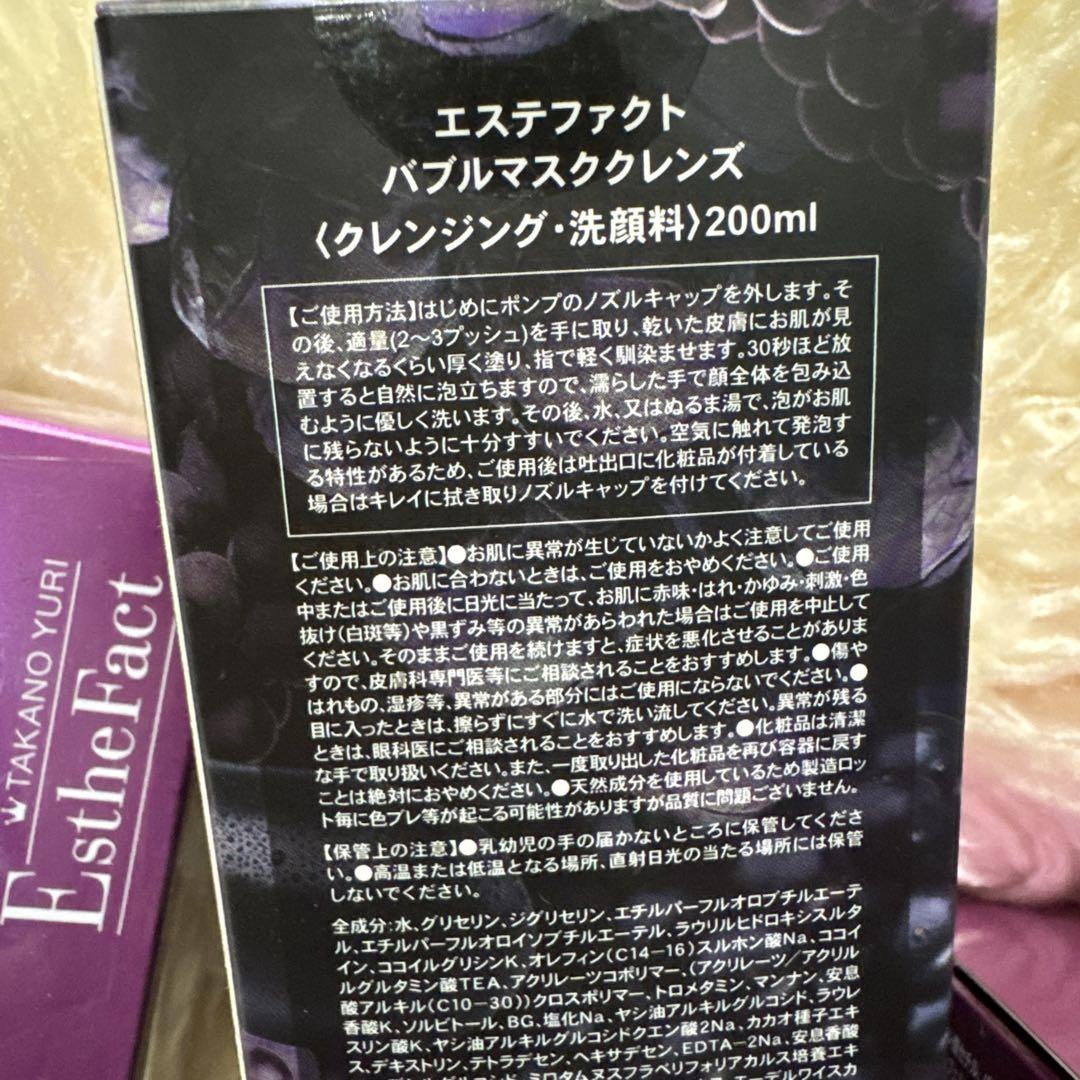 エステファクト
バブルマスククレンズ
〈クレンジング・洗顔料〉200ml
【ご使用方法】はじめにポンプのノズルキャップを外します。そ
の後、適量(2〜3プッシュ)を手に取り、乾いた皮膚にお肌が見
えなくなるくらい厚く塗り、指で軽く馴染ませます。30秒ほど放
置すると自然に泡立ちますので、濡らした手で顔全体を包み込
むように優しく洗います。その後、水、又はぬるま湯で、泡がお肌
に残らないように十分すすいでください。空気に触れて発泡す
る特性があるため、ご使用後は吐出口に化粧品が付着している
場合はキレイに拭き取りノズルキャップを付けてください。
【ご使用上の注意】●お肌に異常が生じていないかよく注意してご使用
ください。●お肌に合わないときは、ご使用をおやめください。●ご使用
中またはご使用後に日光に当たって、お肌に赤味・はれ・かゆみ・刺激・色
抜け(白斑等)や黒ずみ等の異常があらわれた場合はご使用を中止して
ください。そのままご使用を続けますと、症状を悪化させることがありま
すので、皮膚科専門医等にご相談されることをおすすめします。●傷や
はれもの、湿疹等、異常がある部分にはご使用にならないでください。●
目に入ったときは、擦らずにすぐに水で洗い流してください。異常が残る
ときは、眼科医にご相談されることをおすすめします。●化粧品は清潔
な手で取り扱いください。また、一度取り出した化粧品を再び容器に戻す
ことは絶対におやめください。●天然成分を使用しているため製造ロッ
ト毎に色ブレ等が起こる可能性がありますが品質に問題ございません。
【保管上の注意】●乳幼児の手の届かないところに保管してくださ
い。●高温または低温となる場所、直射日光の当たる場所には保管
しないでください。
全成分:水、グリセリン、ジグリセリン、エチルパーフルオロブチルエーテ
ル、エチルパーフルオロイソブチルエーテル、ラウリルヒドロキシスルタ
イン、ココイルグリシンK、オレフィン(C14-16)スルホン酸Na、ココイ
ルグルタミン酸TEA、アクリレーツコポリマー、(アクリレーツ/アクリル
酸アルキル(C10-30))クロスポリマー、トロメタミン、マンナン、安息
香酸K、ソルビトール、BG、塩化Na、ヤシ油アルキルグルコシド、ラウレ
スリン酸K、ヤシ油アルキルグルコシドクエン酸2Na、カカオ種子エキ
ス、デキストリン、テトラデセン、ヘキサデセン、EDTA-2Na、安息香酸
TAKANO YURI
EstheFact